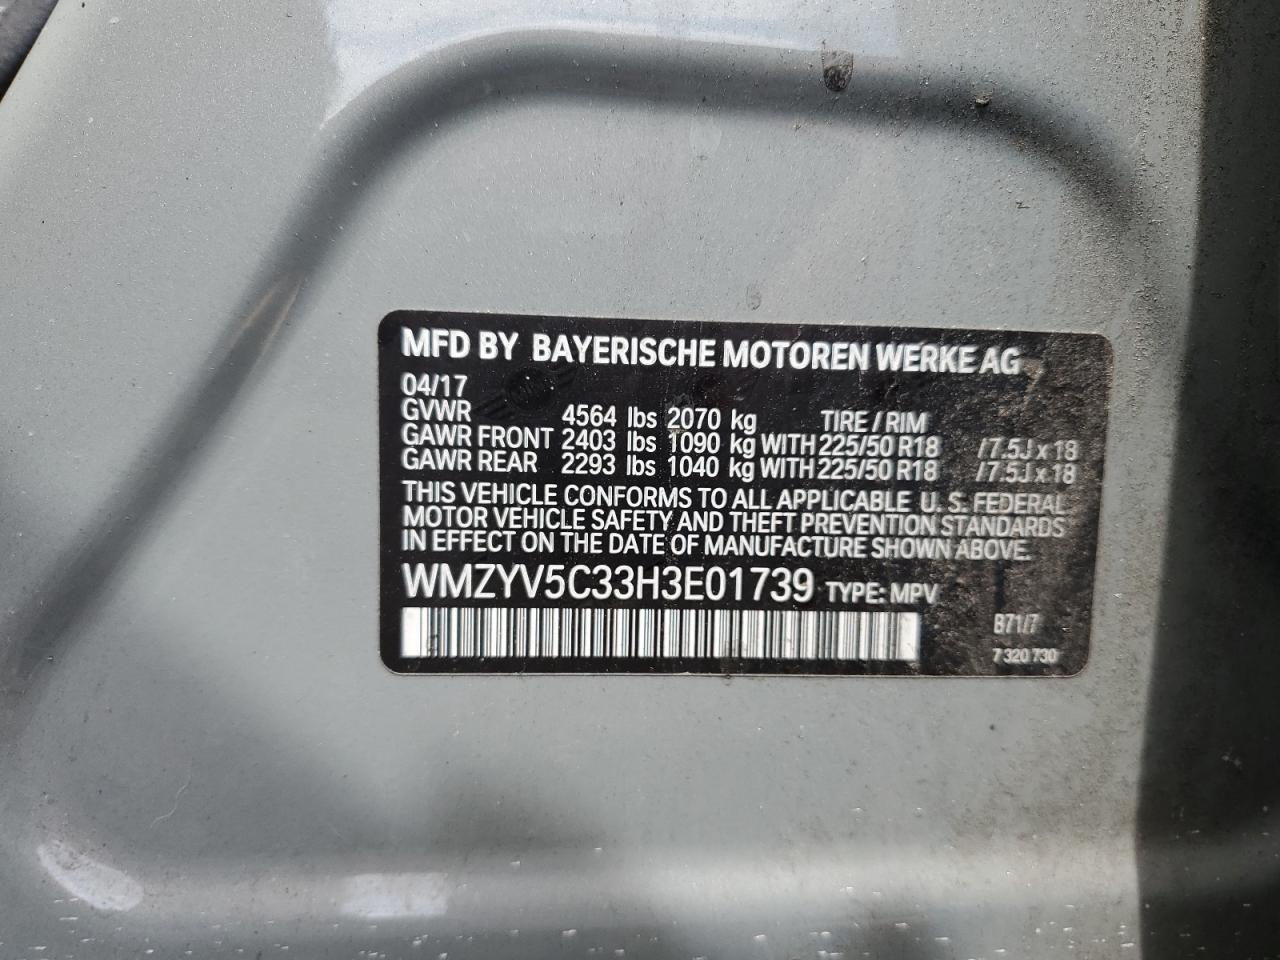 MFD BY BAYERISCHE MOTOREN WERKE AG
04/17
GVWR 4564 lbs 2070 kg TIRE / RIM
GAWR FRONT 2403 lbs 1090 kg WITH 225/50 R18 / 7.5J x 18
GAWR REAR 2293 lbs 1040 kg WITH 225/50 R18 / 7.5J x 18
THIS VEHICLE CONFORMS TO ALL APPLICABLE U. S. FEDERAL
MOTOR VEHICLE SAFETY AND THEFT PREVENTION STANDARDS
IN EFFECT ON THE DATE OF MANUFACTURE SHOWN ABOVE.
WMZYV5C33H3E01739 TYPE: MPV
B71/7
7 320 730